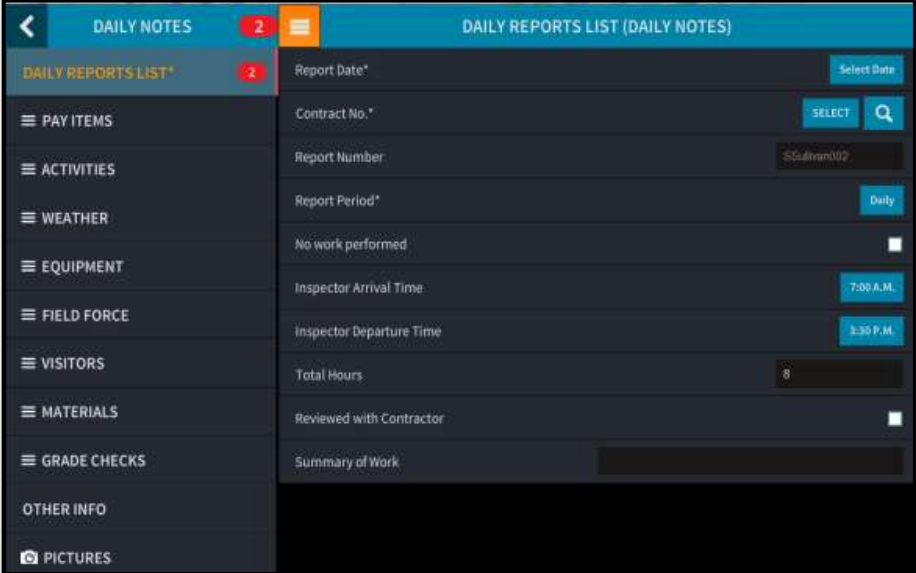 DAILY NOTES 2
DAILY REPORTS LIST (DAILY NOTES)
DAILY REPORTS LIST* 2
PAY ITEMS
ACTIVITIES
WEATHER
EQUIPMENT
FIELD FORCE
VISITORS
MATERIALS
GRADE CHECKS
OTHER INFO
PICTURES
Report Date* Select Date
Contract No.* SELECT
Report Number SSullivan002
Report Period* Daily
No work performed
Inspector Arrival Time 7:00 A.M.
Inspector Departure Time 3:30 P.M.
Total Hours 8
Reviewed with Contractor
Summary of Work